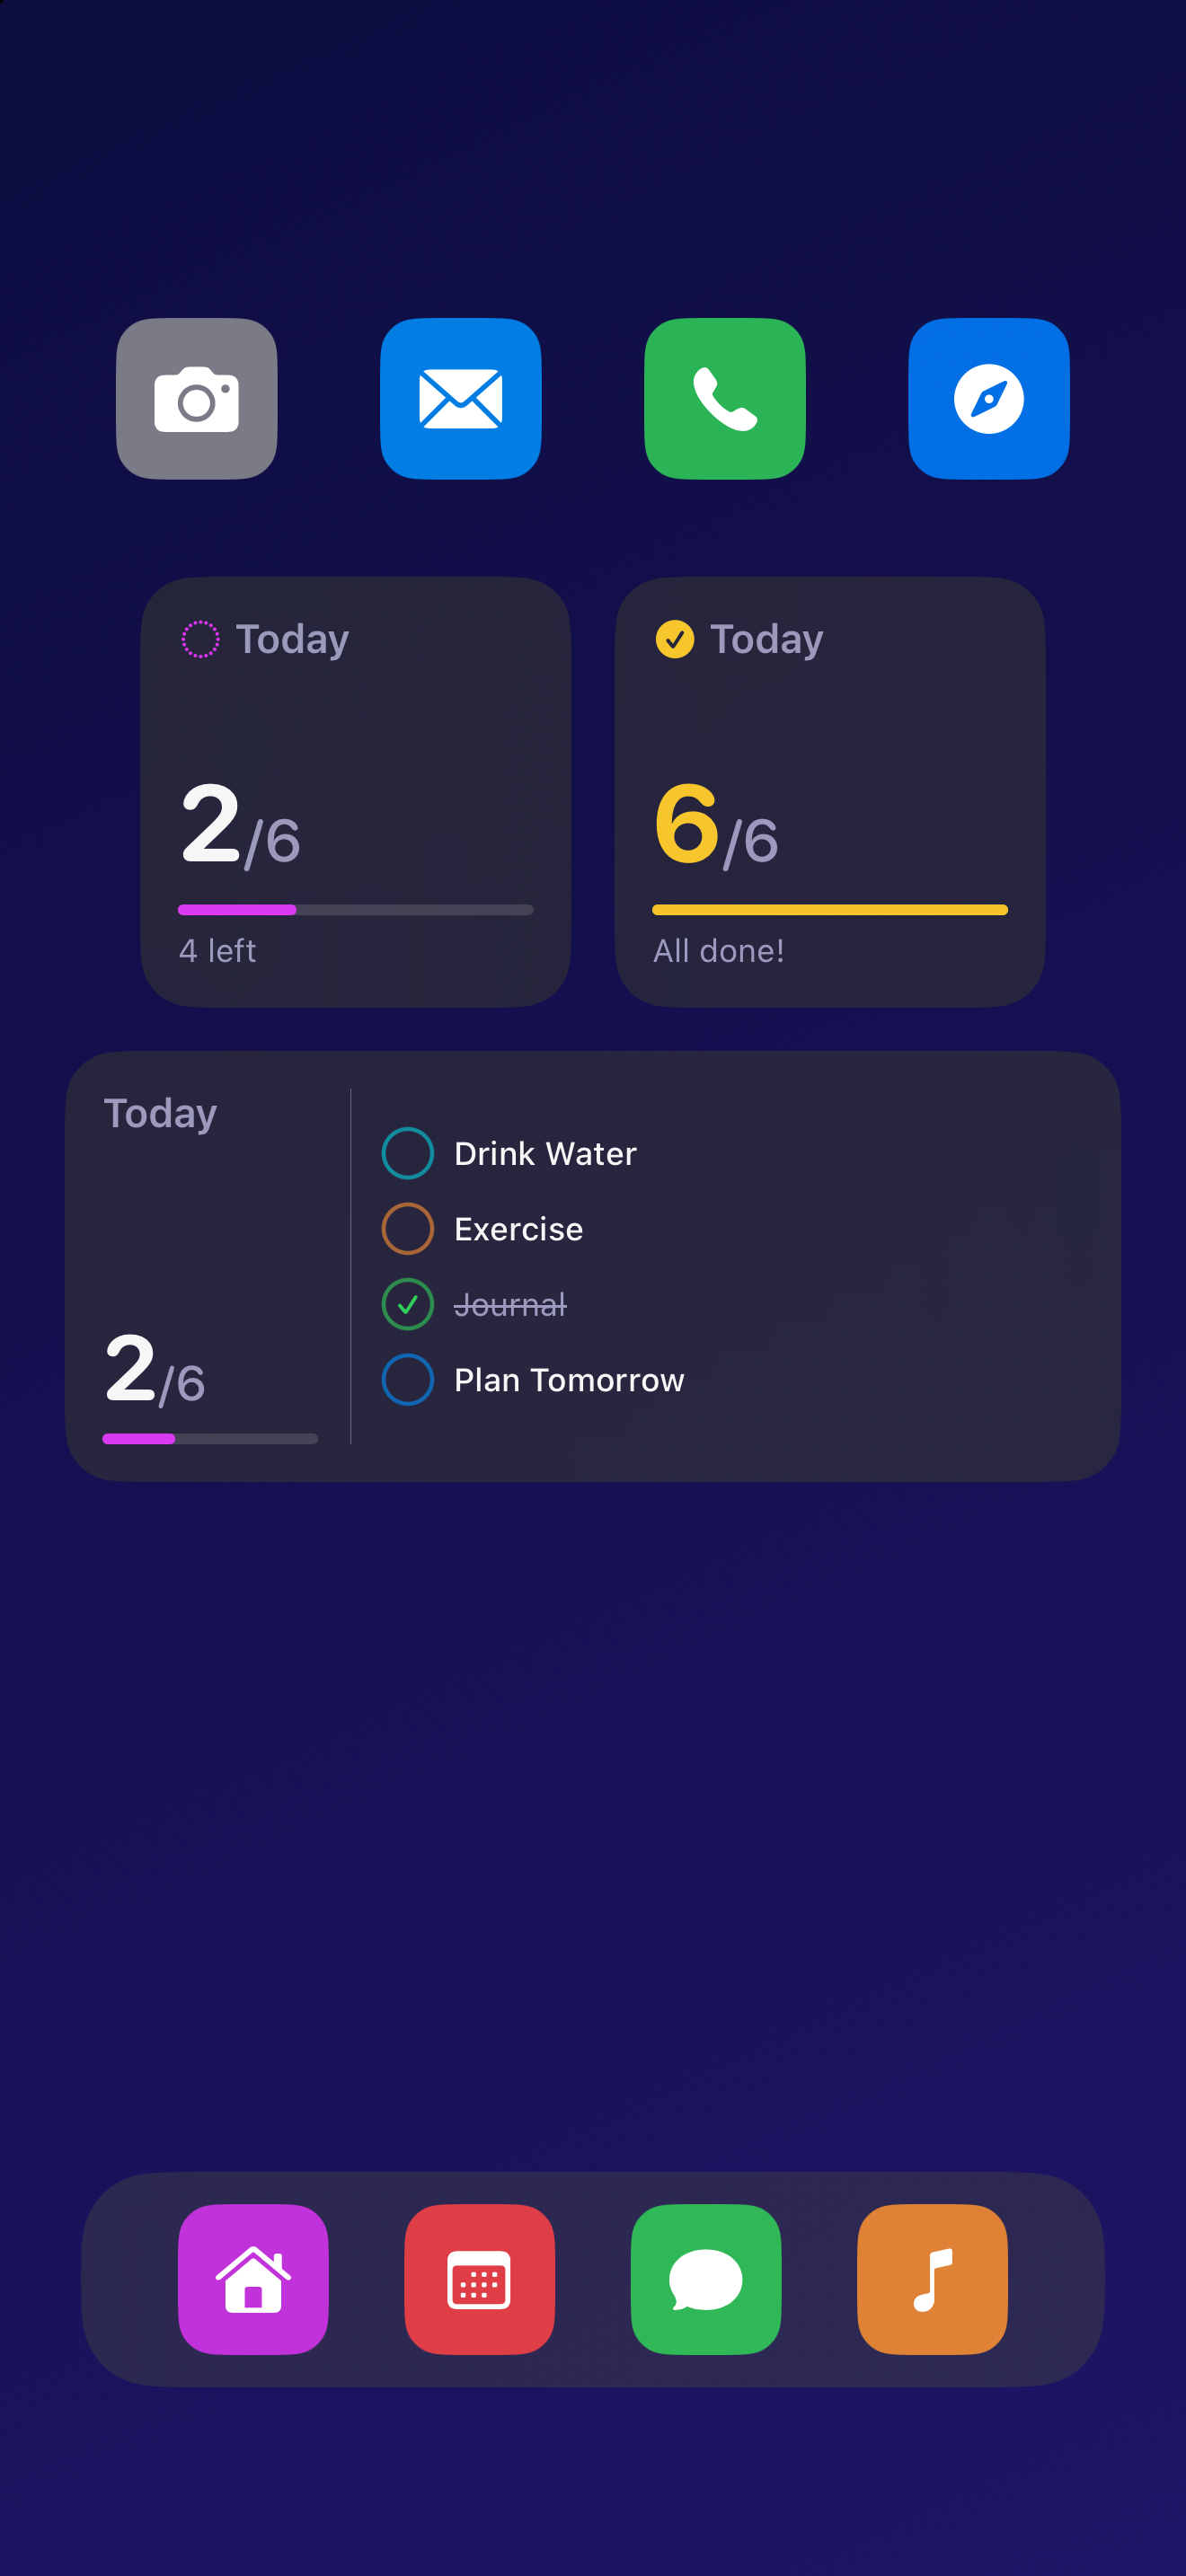 Today
2/6
4 left
Today
6/6
All done!
Today
2/6
Drink Water
Exercise
Journal
Plan Tomorrow